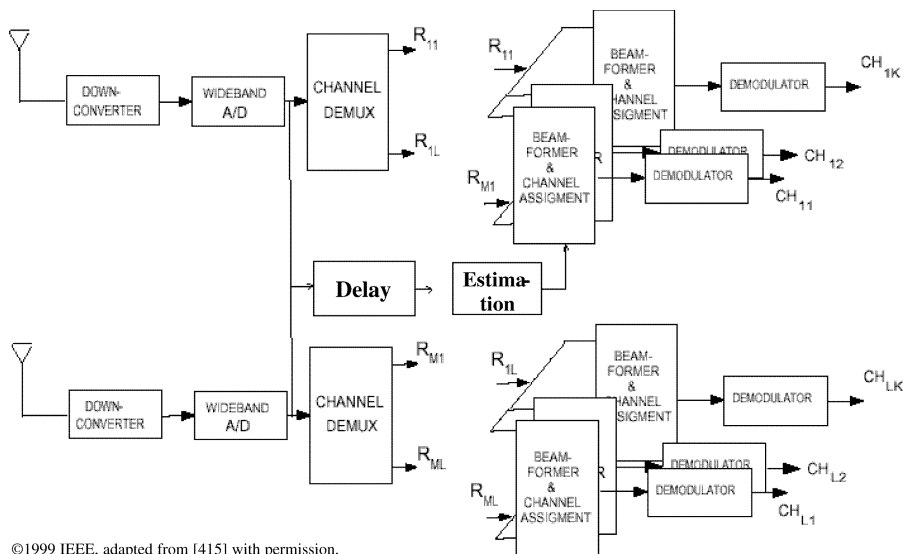 R11
DOWN-
CONVERTER
WIDEBAND
A/D
CHANNEL
DEMUX
R1L
R11
BEAM-
FORMER
&
CHANNEL
ASSIGMENT
DEMODULATOR
CH1K
RM1
BEAM-
FORMER
&
CHANNEL
ASSIGMENT
R
DEMODULATOR
CH12
DEMODULATOR
CH11
Delay
Estima-
tion
DOWN-
CONVERTER
WIDEBAND
A/D
RM1
CHANNEL
DEMUX
RML
R1L
BEAM-
FORMER
&
CHANNEL
ASSIGMENT
DEMODULATOR
CHLK
RML
BEAM-
FORMER
&
CHANNEL
ASSIGMENT
R
DEMODULATOR
CHL2
DEMODULATOR
CHL1
©1999 IEEE, adapted from [415] with permission.